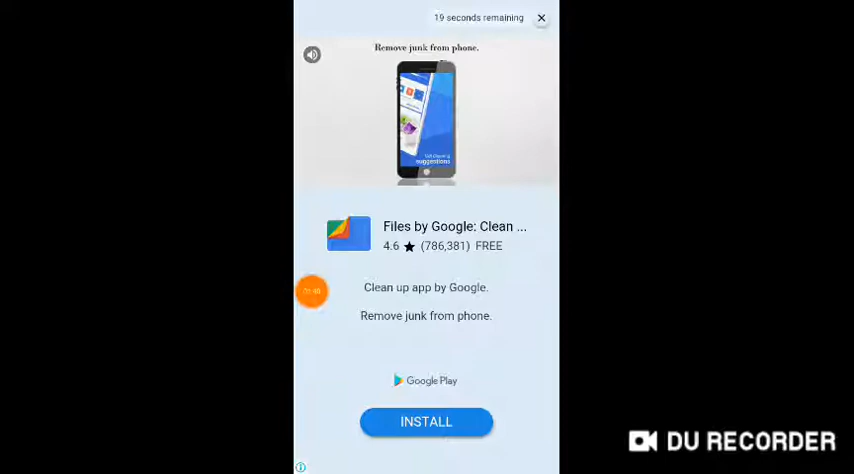 19 seconds remaining
Remove junk from phone.
suggestions
Files by Google: Clean ...
4.6 ★ (786,381) FREE
Clean up app by Google.
Remove junk from phone.
Google Play
INSTALL
DU RECORDER